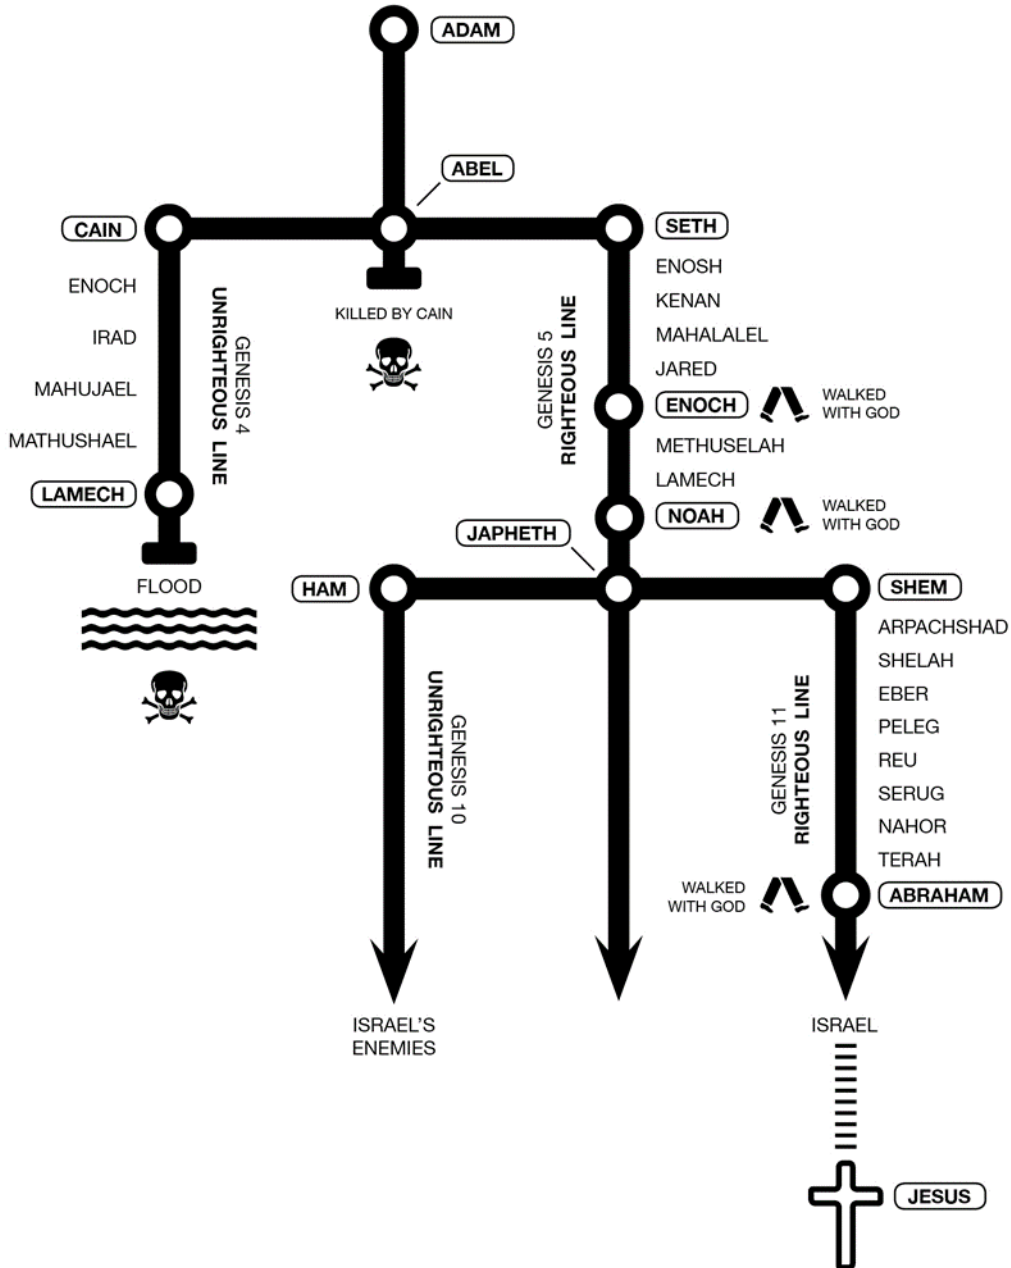 ADAM
ABEL
CAIN
SETH
ENOCH
IRAD
MAHUJAEL
MATHUSHAEL
LAMECH
GENESIS 4
UNRIGHTEOUS LINE
FLOOD
KILLED BY CAIN
GENESIS 5
RIGHTEOUS LINE
ENOSH
KENAN
MAHALALEL
JARED
ENOCH
WALKED
WITH GOD
METHUSELAH
LAMECH
NOAH
WALKED
WITH GOD
JAPHETH
HAM
SHEM
GENESIS 10
UNRIGHTEOUS LINE
GENESIS 11
RIGHTEOUS LINE
ARPACHSHAD
SHELAH
EBER
PELEG
REU
SERUG
NAHOR
TERAH
WALKED
WITH GOD
ABRAHAM
ISRAEL'S
ENEMIES
ISRAEL
JESUS